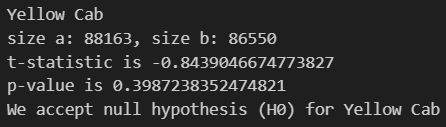 Yellow Cab
size a: 88163, size b: 86550
t-statistic is -0.8439046674773827
p-value is 0.3987238352474821
We accept null hypothesis (H0) for Yellow Cab